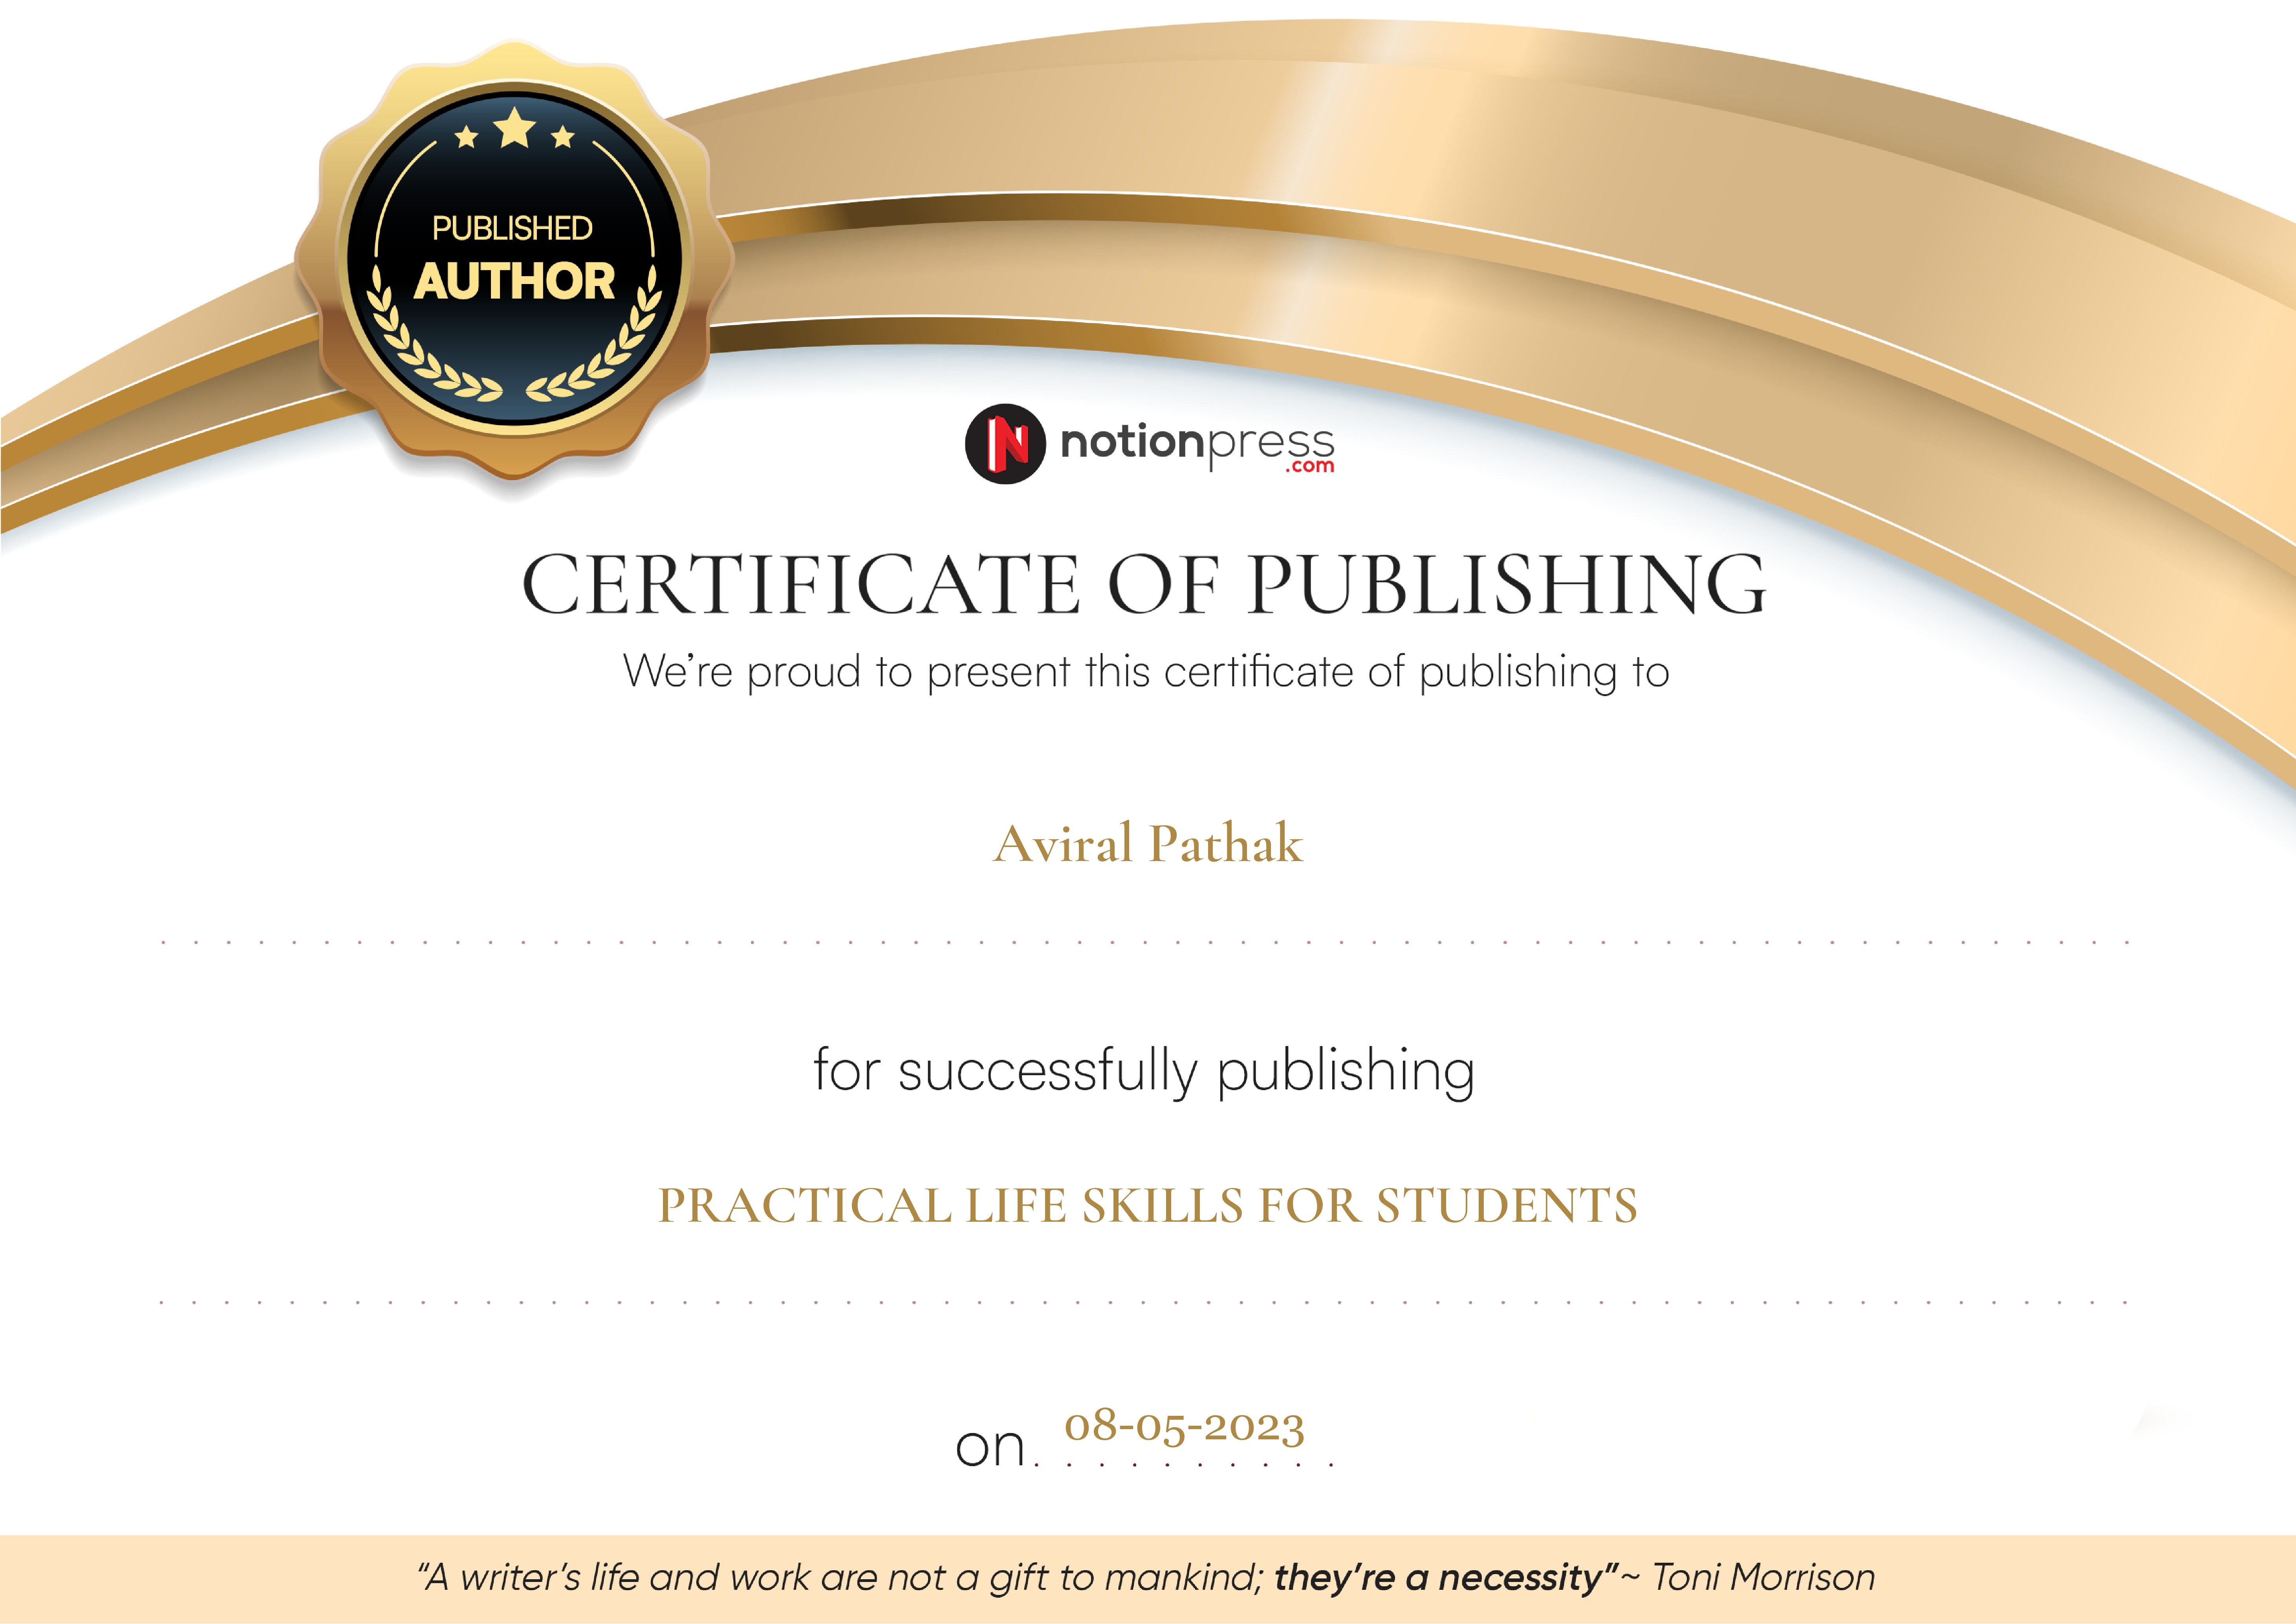 PUBLISHED
AUTHOR
notionpress
.com
CERTIFICATE OF PUBLISHING
We’re proud to present this certificate of publishing to
Aviral Pathak
for successfully publishing
PRACTICAL LIFE SKILLS FOR STUDENTS
on 08-05-2023
“A writer’s life and work are not a gift to mankind; they’re a necessity”~ Toni Morrison